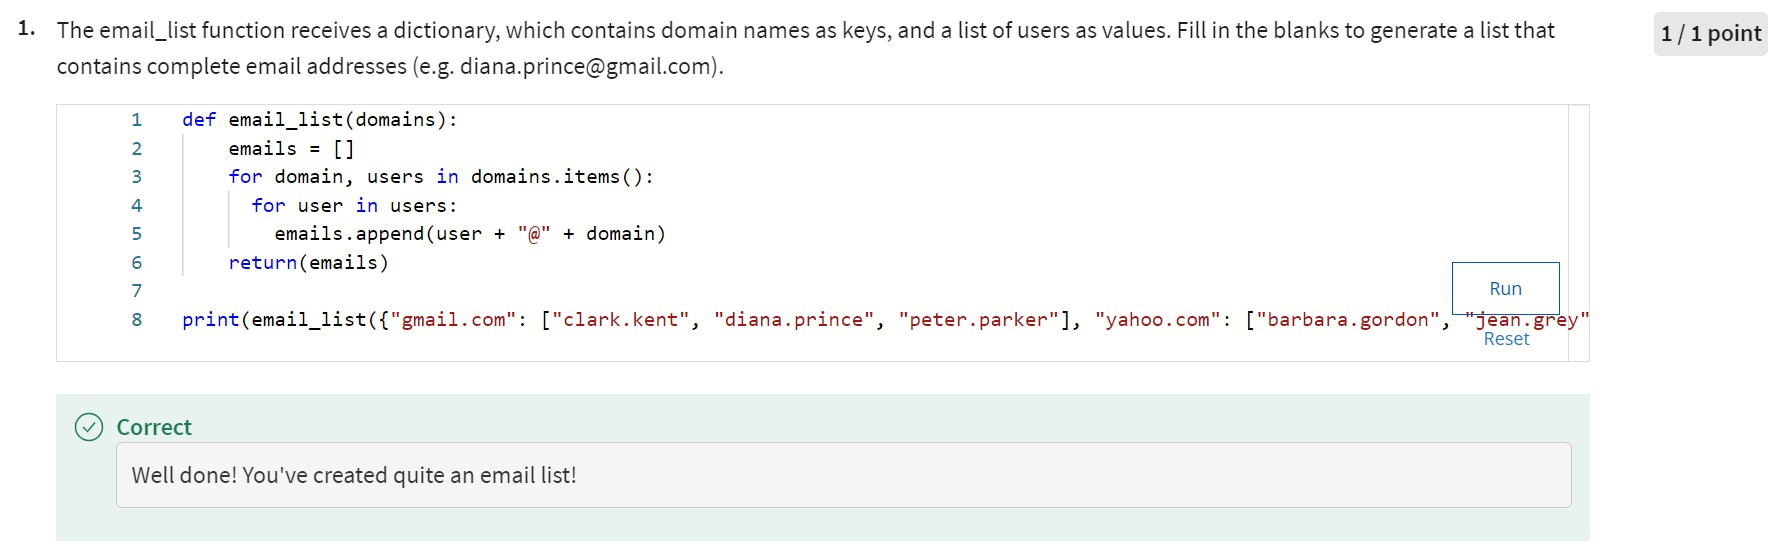 1. The email_list function receives a dictionary, which contains domain names as keys, and a list of users as values. Fill in the blanks to generate a list that
contains complete email addresses (e.g. diana.prince@gmail.com).
1 / 1 point
1 def email_list(domains):
2     emails = []
3     for domain, users in domains.items():
4       for user in users:
5         emails.append(user + "@" + domain)
6     return(emails)
7
8 print(email_list({"gmail.com": ["clark.kent", "diana.prince", "peter.parker"], "yahoo.com": ["barbara.gordon", "jean.grey"
Run
Reset
Correct
Well done! You've created quite an email list!